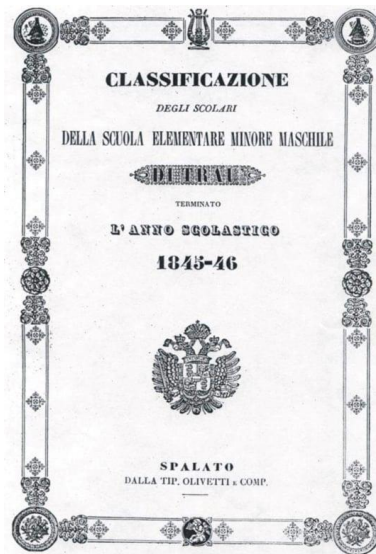 CLASSIFICAZIONE
DEGLI SCOLARI
DELLA SCUOLA ELEMENTARE MINORE MASCHILE
DI TRAU
TERMINATO
L'ANNO SCOLASTICO
1845-46
SPALATO
DALLA TIP. OLIVETTI E COMP.